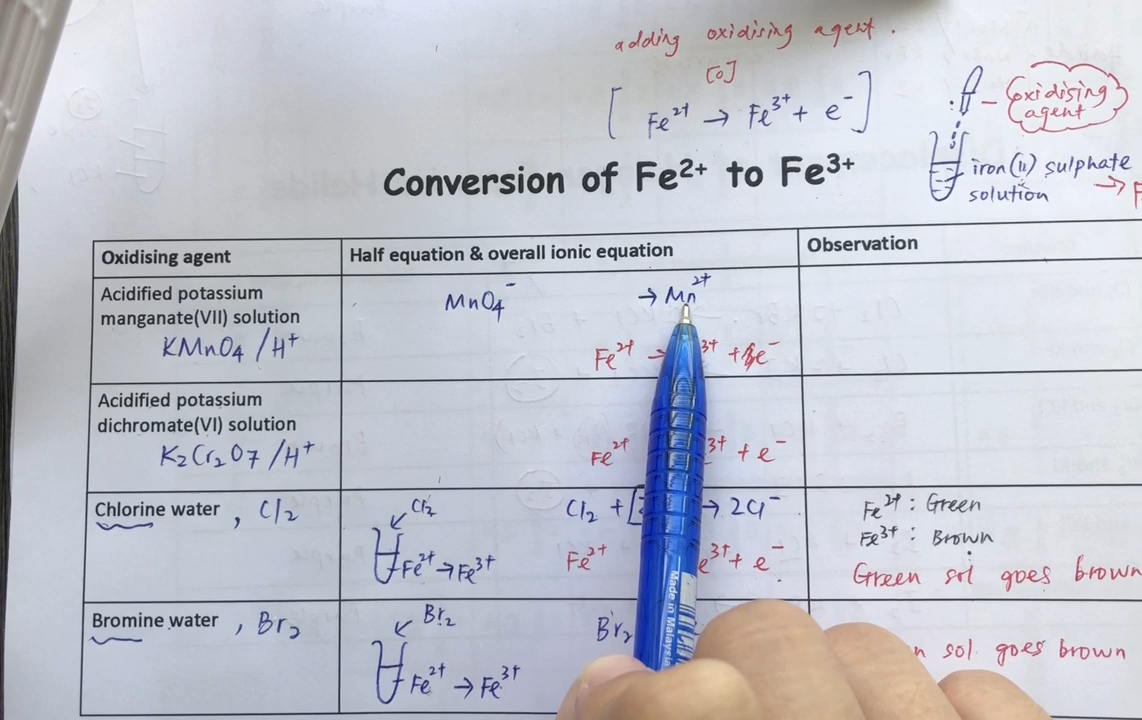 adding oxidising agent.
[O]
[ Fe²⁺ → Fe³⁺ + e⁻ ]
oxidising
agent
iron(II) sulphate
solution
→ F
Conversion of Fe²⁺ to Fe³⁺
Oxidising agent
Half equation & overall ionic equation
Observation
Acidified potassium
manganate(VII) solution
KMnO4 /H⁺
MnO4⁻ → Mn²⁺
Fe²⁺ → ³⁺ + e⁻
Acidified potassium
dichromate(VI) solution
K2Cr2O7 /H⁺
Fe²⁺ ³⁺ + e⁻
Chlorine water , Cl2
Cl2
Fe²⁺ → Fe³⁺
Cl2 + [ → 2Cl⁻
Fe²⁺ e³⁺ + e⁻
Fe²⁺ : Green
Fe³⁺ : Brown
Green sol goes brown
Bromine water , Br2
Br2
Fe²⁺ → Fe³⁺
Br2
n sol goes brown
Made in Malaysia